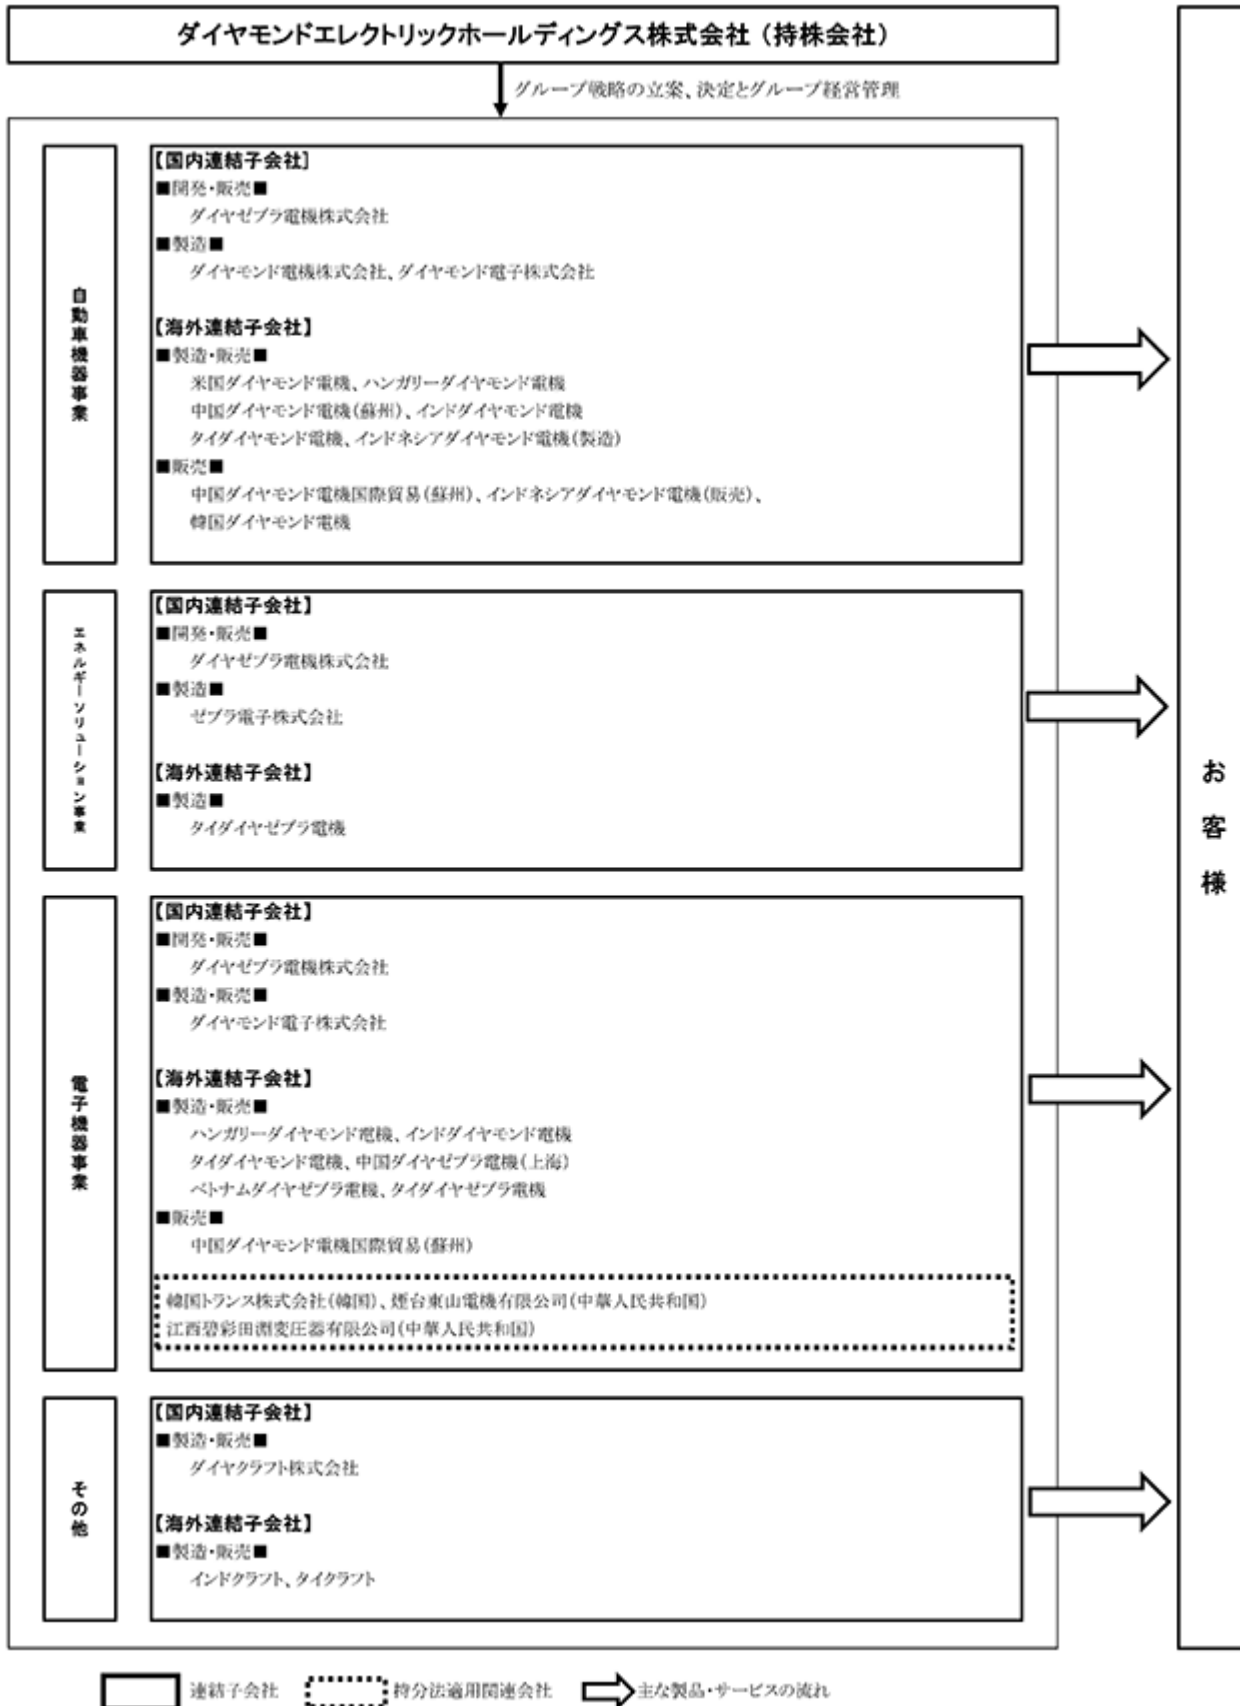 ダイヤモンドエレクトリックホールディングス株式会社（持株会社）
グループ戦略の立案、決定とグループ経営管理
自動車機器事業
【国内連結子会社】
■開発・販売■
ダイヤゼブラ電機株式会社
■製造■
ダイヤモンド電機株式会社、ダイヤモンド電子株式会社
【海外連結子会社】
■製造・販売■
米国ダイヤモンド電機、ハンガリーダイヤモンド電機
中国ダイヤモンド電機(蘇州)、インドダイヤモンド電機
タイダイヤモンド電機、インドネシアダイヤモンド電機(製造)
■販売■
中国ダイヤモンド電機国際貿易(蘇州)、インドネシアダイヤモンド電機(販売)、
韓国ダイヤモンド電機
エネルギーソリューション事業
【国内連結子会社】
■開発・販売■
ダイヤゼブラ電機株式会社
■製造■
ゼブラ電子株式会社
【海外連結子会社】
■製造■
タイダイヤゼブラ電機
電子機器事業
【国内連結子会社】
■開発・販売■
ダイヤゼブラ電機株式会社
■製造・販売■
ダイヤモンド電子株式会社
【海外連結子会社】
■製造・販売■
ハンガリーダイヤモンド電機、インドダイヤモンド電機
タイダイヤモンド電機、中国ダイヤゼブラ電機(上海)
ベトナムダイヤゼブラ電機、タイダイヤゼブラ電機
■販売■
中国ダイヤモンド電機国際貿易(蘇州)
韓国トランス株式会社(韓国)、煙台東山電機有限公司(中華人民共和国)
江西碧彩田淵変圧器有限公司(中華人民共和国)
その他
【国内連結子会社】
■製造・販売■
ダイヤクラフト株式会社
【海外連結子会社】
■製造・販売■
インドクラフト、タイクラフト
お客様
連結子会社
持分法適用関連会社
主な製品・サービスの流れ